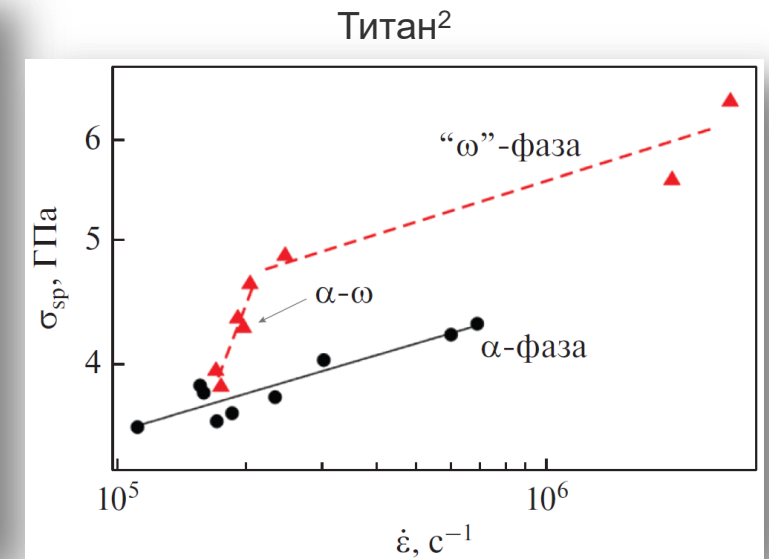 Титан²
6
“ω”-фаза
5
σsp, ГПа
α-ω
4
α-фаза
10⁵
10⁶
ε̇, с⁻¹